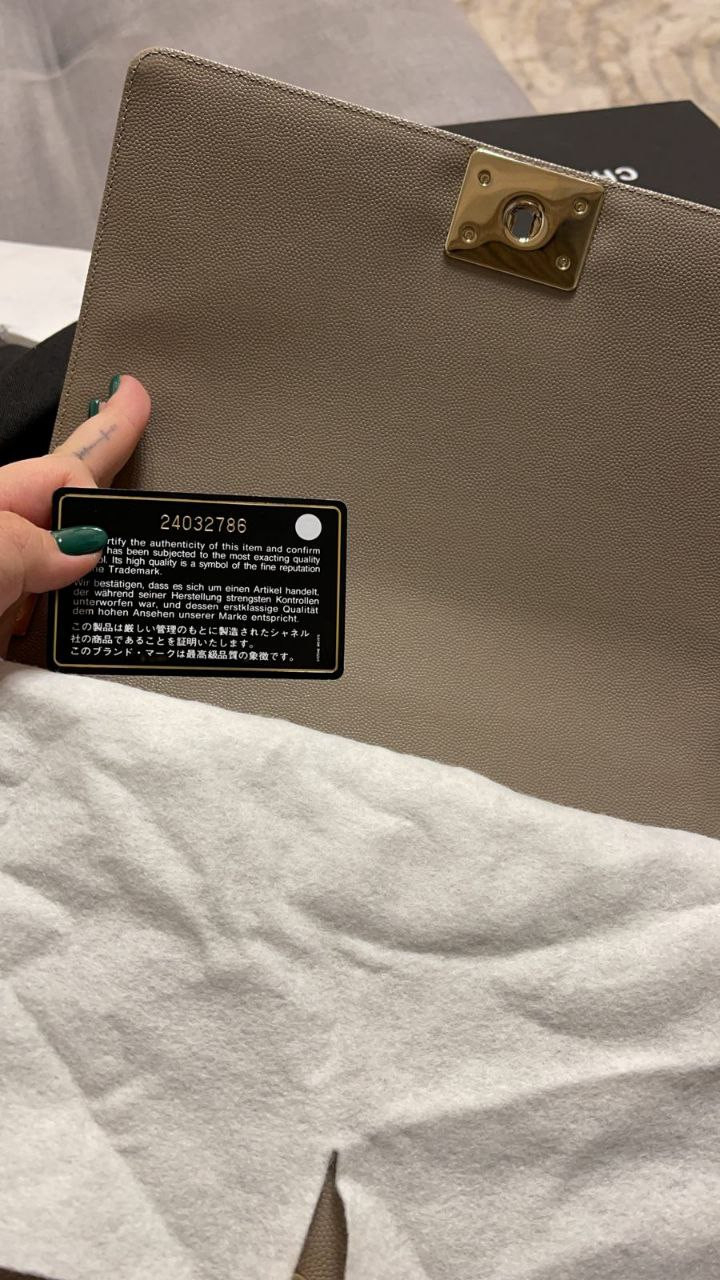 CH
24032786
rtify the authenticity of this item and confirm
has been subjected to the most exacting quality
ol. Its high quality is a symbol of the fine reputation
e Trademark.
Wir bestätigen, dass es sich um einen Artikel handelt,
der während seiner Herstellung strengsten Kontrollen
unterworfen war, und dessen erstklassige Qualität
dem hohen Ansehen unserer Marke entspricht.
この製品は厳しい管理のもとに製造されたシャネル
社の商品であることを証明いたします。
このブランド・マークは最高級品質の象徴です。